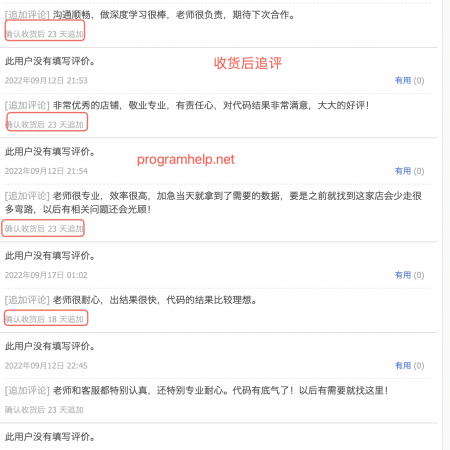 [追加评论] 沟通顺畅，做深度学习很棒，老师很负责，期待下次合作。
确认收货后 23 天追加
收货后追评
此用户没有填写评价。
2022年09月12日 21:53
有用 (0)
[追加评论] 非常优秀的店铺，敬业专业，有责任心，对代码结果非常满意，大大的好评！
确认收货后 23 天追加
此用户没有填写评价。
programhelp.net
2022年09月12日 21:54
有用 (0)
[追加评论] 老师很专业，效率很高，加急当天就拿到了需要的数据，要是之前就找到这家店会少走很
多弯路，以后有相关问题还会光顾！
确认收货后 23 天追加
此用户没有填写评价。
2022年09月17日 01:02
有用 (0)
[追加评论] 老师很耐心，出结果很快，代码的结果比较理想。
确认收货后 18 天追加
此用户没有填写评价。
2022年09月12日 22:45
有用 (0)
[追加评论] 老师和客服都特别认真，还特别专业耐心。代码有底气了！以后有需要就找这里！
确认收货后 23 天追加
此用户没有填写评价。